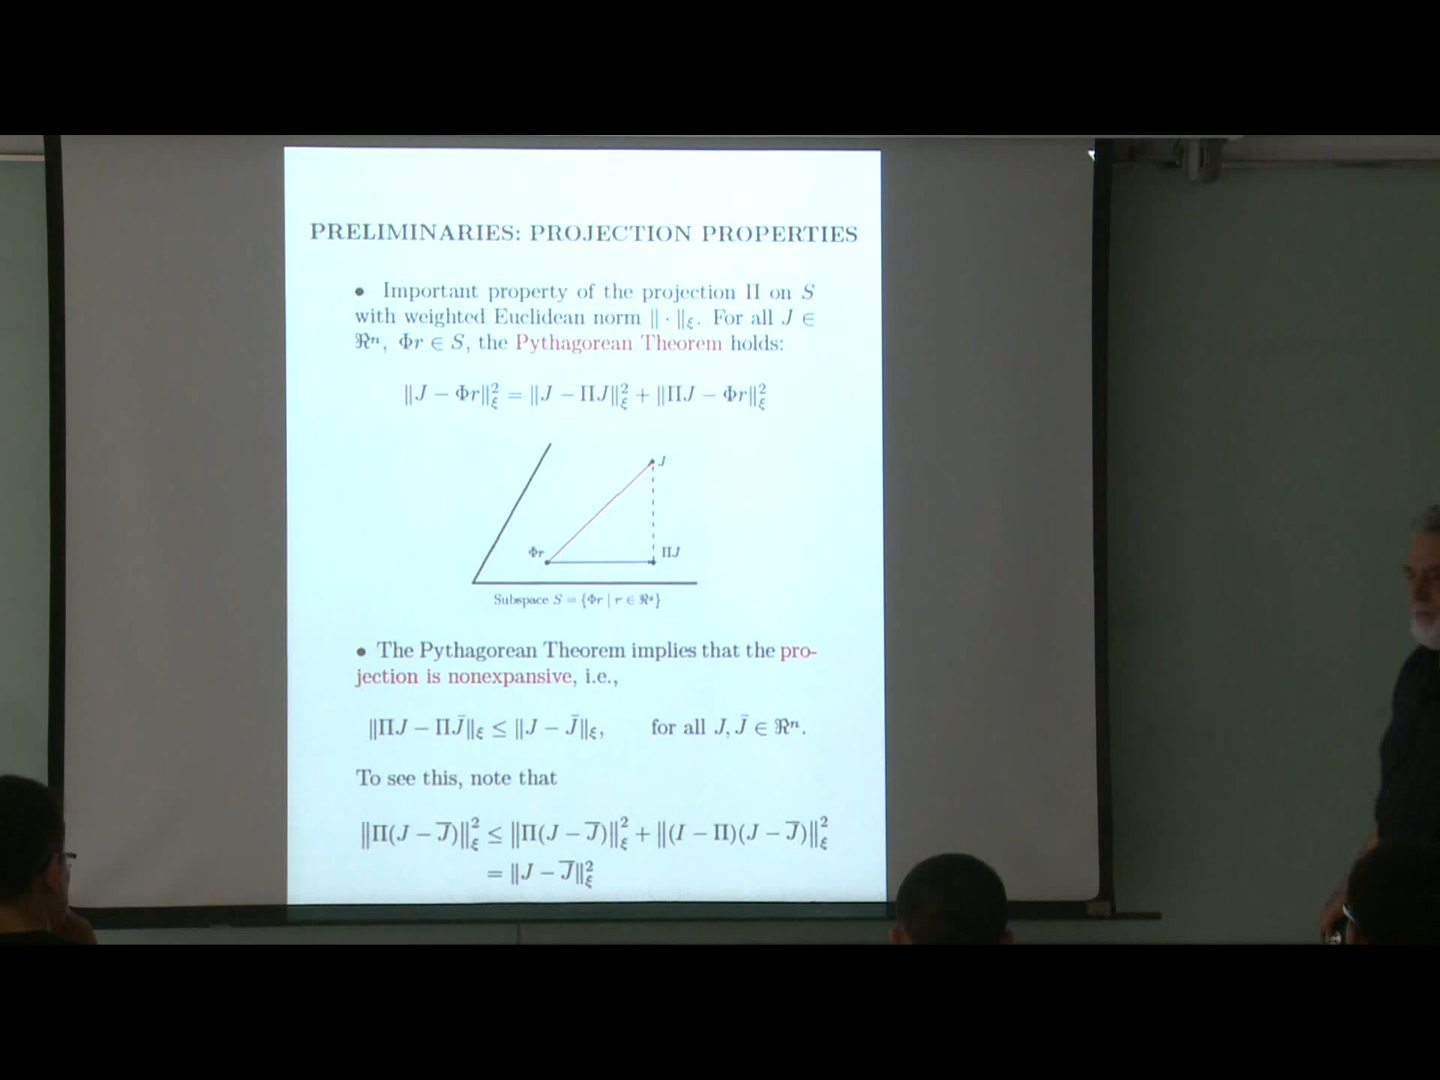 PRELIMINARIES: PROJECTION PROPERTIES
• Important property of the projection Π on S
with weighted Euclidean norm ‖ · ‖ξ. For all J ∈
ℜⁿ, Φr ∈ S, the Pythagorean Theorem holds:
‖J − Φr‖²ξ = ‖J − ΠJ‖²ξ + ‖ΠJ − Φr‖²ξ
J
Φr ΠJ
Subspace S = {Φr | r ∈ ℜˢ}
• The Pythagorean Theorem implies that the pro-
jection is nonexpansive, i.e.,
‖ΠJ − ΠJ̄‖ξ ≤ ‖J − J̄‖ξ, for all J, J̄ ∈ ℜⁿ.
To see this, note that
‖Π(J − J̅)‖²ξ ≤ ‖Π(J − J̅)‖²ξ + ‖(I − Π)(J − J̅)‖²ξ
= ‖J − J̅‖²ξ